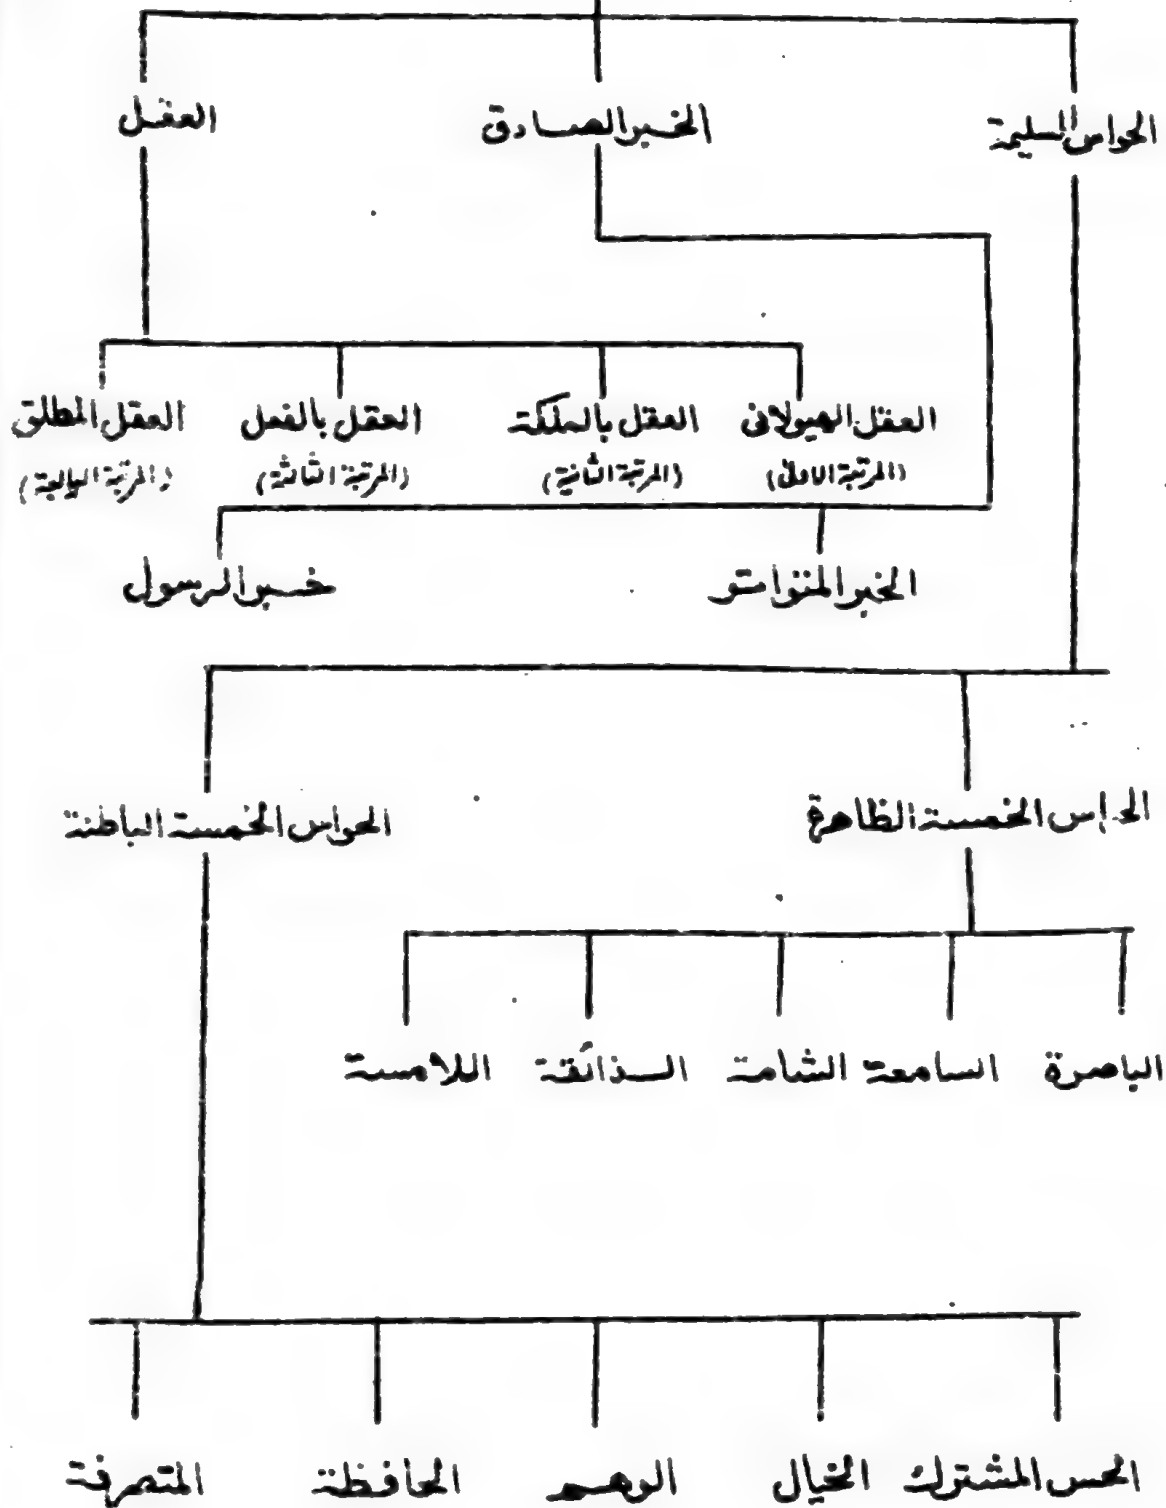 الحواس السليمة الخبر الصادق العقل
العقل الهيولانى العقل بالملكة العقل بالفعل العقل المطلق
(المرتبة الاولى) (المرتبة الثانية) (المرتبة الثالثة) (المرتبة الرابعة)
الخبر المتواتر خبر الرسول
الحواس الخمسة الظاهرة الحواس الخمسة الباطنة
الباصرة السامعة الشامة الذائقة اللامسة
الحس المشترك الخيال الوهم الحافظة المتصرفة